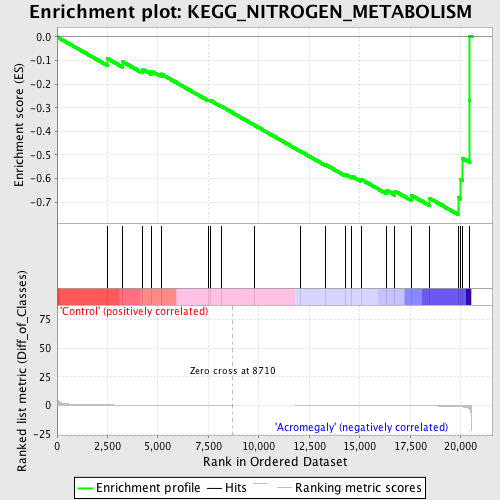 Enrichment plot: KEGG_NITROGEN_METABOLISM
Enrichment score (ES)
0.0
-0.1
-0.2
-0.3
-0.4
-0.5
-0.6
-0.7
'Control' (positively correlated)
Ranked list metric (Diff_of_Classes)
75
50
25
0
-25
Zero cross at 8710
'Acromegaly' (negatively correlated)
0 2,500 5,000 7,500 10,000 12,500 15,000 17,500 20,000
Rank in Ordered Dataset
Enrichment profile Hits Ranking metric scores